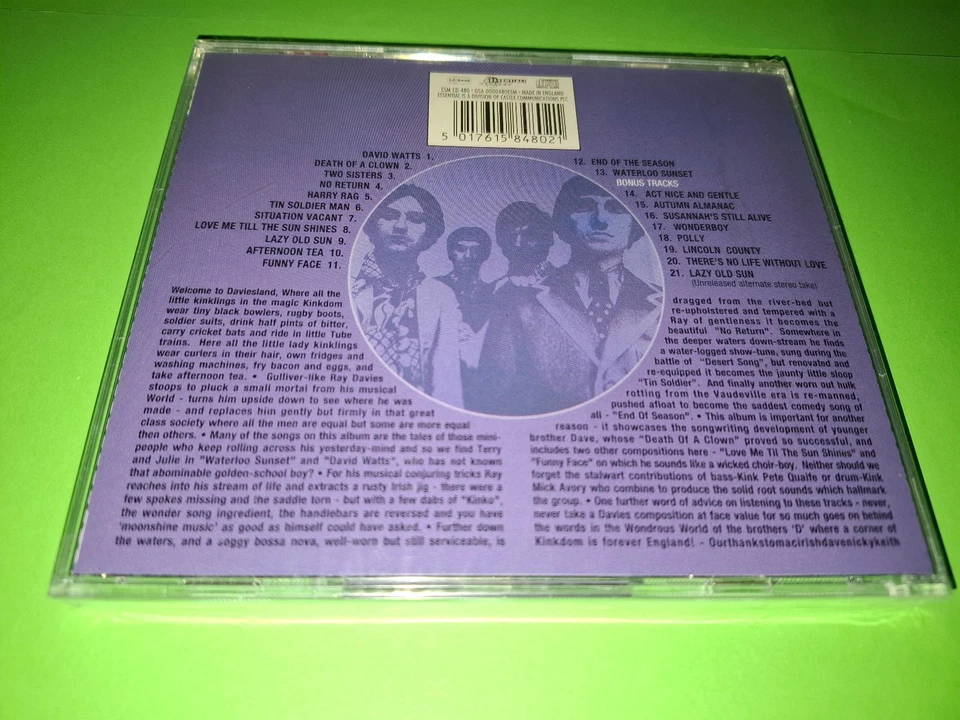 ESSENTIAL
ESM CD 480 • GSA 0000480ESM • MADE IN ENGLAND
ESSENTIAL IS A DIVISION OF CASTLE COMMUNICATIONS PLC
5 017615 848021
DAVID WATTS 1.
DEATH OF A CLOWN 2.
TWO SISTERS 3.
NO RETURN 4.
HARRY RAG 5.
TIN SOLDIER MAN 6.
SITUATION VACANT 7.
LOVE ME TILL THE SUN SHINES 8.
LAZY OLD SUN 9.
AFTERNOON TEA 10.
FUNNY FACE 11.
12. END OF THE SEASON
13. WATERLOO SUNSET
BONUS TRACKS
14. ACT NICE AND GENTLE
15. AUTUMN ALMANAC
16. SUSANNAH'S STILL ALIVE
17. WONDERBOY
18. POLLY
19. LINCOLN COUNTY
20. THERE'S NO LIFE WITHOUT LOVE
21. LAZY OLD SUN
(Unreleased alternate stereo take)
Welcome to Daviesland, Where all the
little kinklings in the magic Kinkdom
wear tiny black bowlers, rugby boots,
soldier suits, drink half pints of bitter,
carry cricket bats and ride in little Tube
trains. Here all the little lady kinklings
wear curlers in their hair, own fridges and
washing machines, fry bacon and eggs, and
take afternoon tea. • Gulliver-like Ray Davies
stoops to pluck a small mortal from his musical
World - turns him upside down to see where he was
made - and replaces him gently but firmly in that great
class society where all the men are equal but some are more equal
then others. • Many of the songs on this album are the tales of those mini-
people who keep rolling across his yesterday-mind and so we find Terry
and Julie in "Waterloo Sunset" and "David Watts", who has not known
that abominable golden-school boy? • For his musical conjuring tricks Ray
reaches into his stream of life and extracts a rusty Irish jig - there were a
few spokes missing and the saddle torn - but with a few dabs of "Kinko",
the wonder song ingredient, the handlebars are reversed and you have
'moonshine music' as good as himself could have asked. • Further down
the waters, and a soggy bossa nova, well-worn but still serviceable, is
dragged from the river-bed but
re-upholstered and tempered with a
Ray of gentleness it becomes the
beautiful "No Return". Somewhere in
the deeper waters down-stream he finds
a water-logged show-tune, sung during the
battle of "Desert Song", but renovated and
re-equipped it becomes the jaunty little sloop
"Tin Soldier". And finally another worn out hulk
rotting from the Vaudeville era is re-manned,
pushed afloat to become the saddest comedy song of
all - "End Of Season". • This album is important for another
reason - it showcases the songwriting development of younger
brother Dave, whose "Death Of A Clown" proved so successful, and
includes two other compositions here - "Love Me Til The Sun Shines" and
"Funny Face" on which he sounds like a wicked choir-boy. Neither should we
forget the stalwart contributions of bass-Kink Pete Quaife or drum-Kink
Mick Avory who combine to produce the solid root sounds which hallmark
the group. • One further word of advice on listening to these tracks - never,
never take a Davies composition at face value for so much goes on behind
the words in the Wondrous World of the brothers 'D' where a corner of
Kinkdom is forever England! - Ourthankstomacirishdavenickykeith